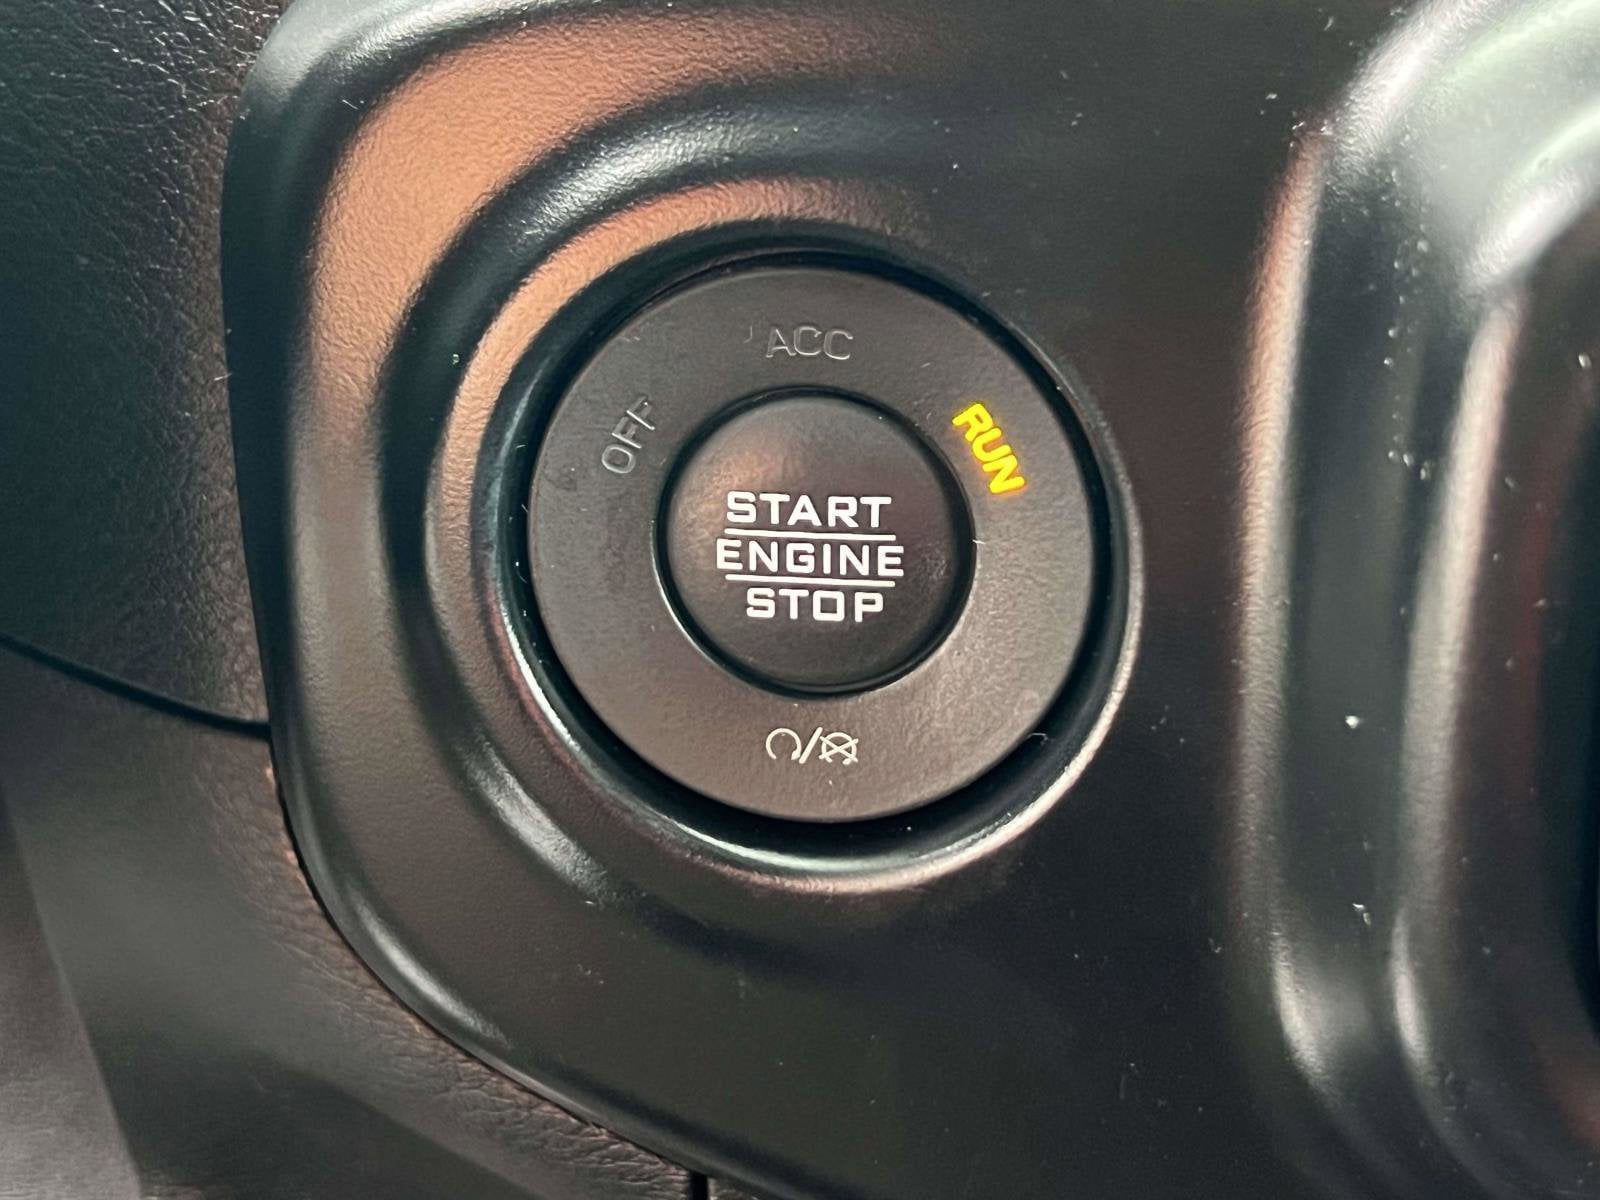 ACC
OFF
RUN
START
ENGINE
STOP